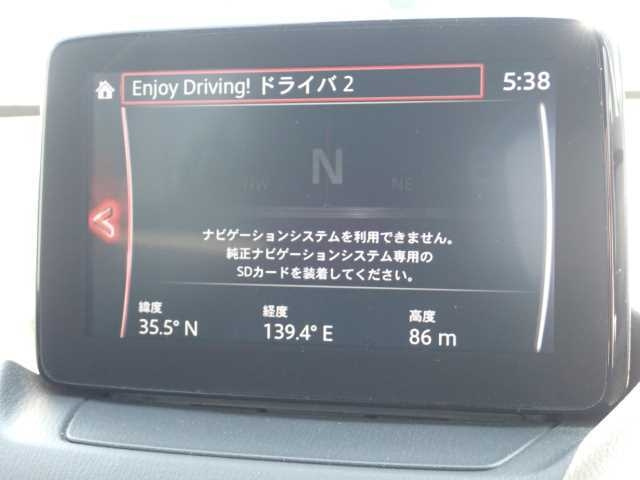 Enjoy Driving! ドライバ 2
5:38
N
NW
NE
ナビゲーションシステムを利用できません。
純正ナビゲーションシステム専用の
SDカードを装着してください。
緯度
経度
高度
35.5° N
139.4° E
86 m